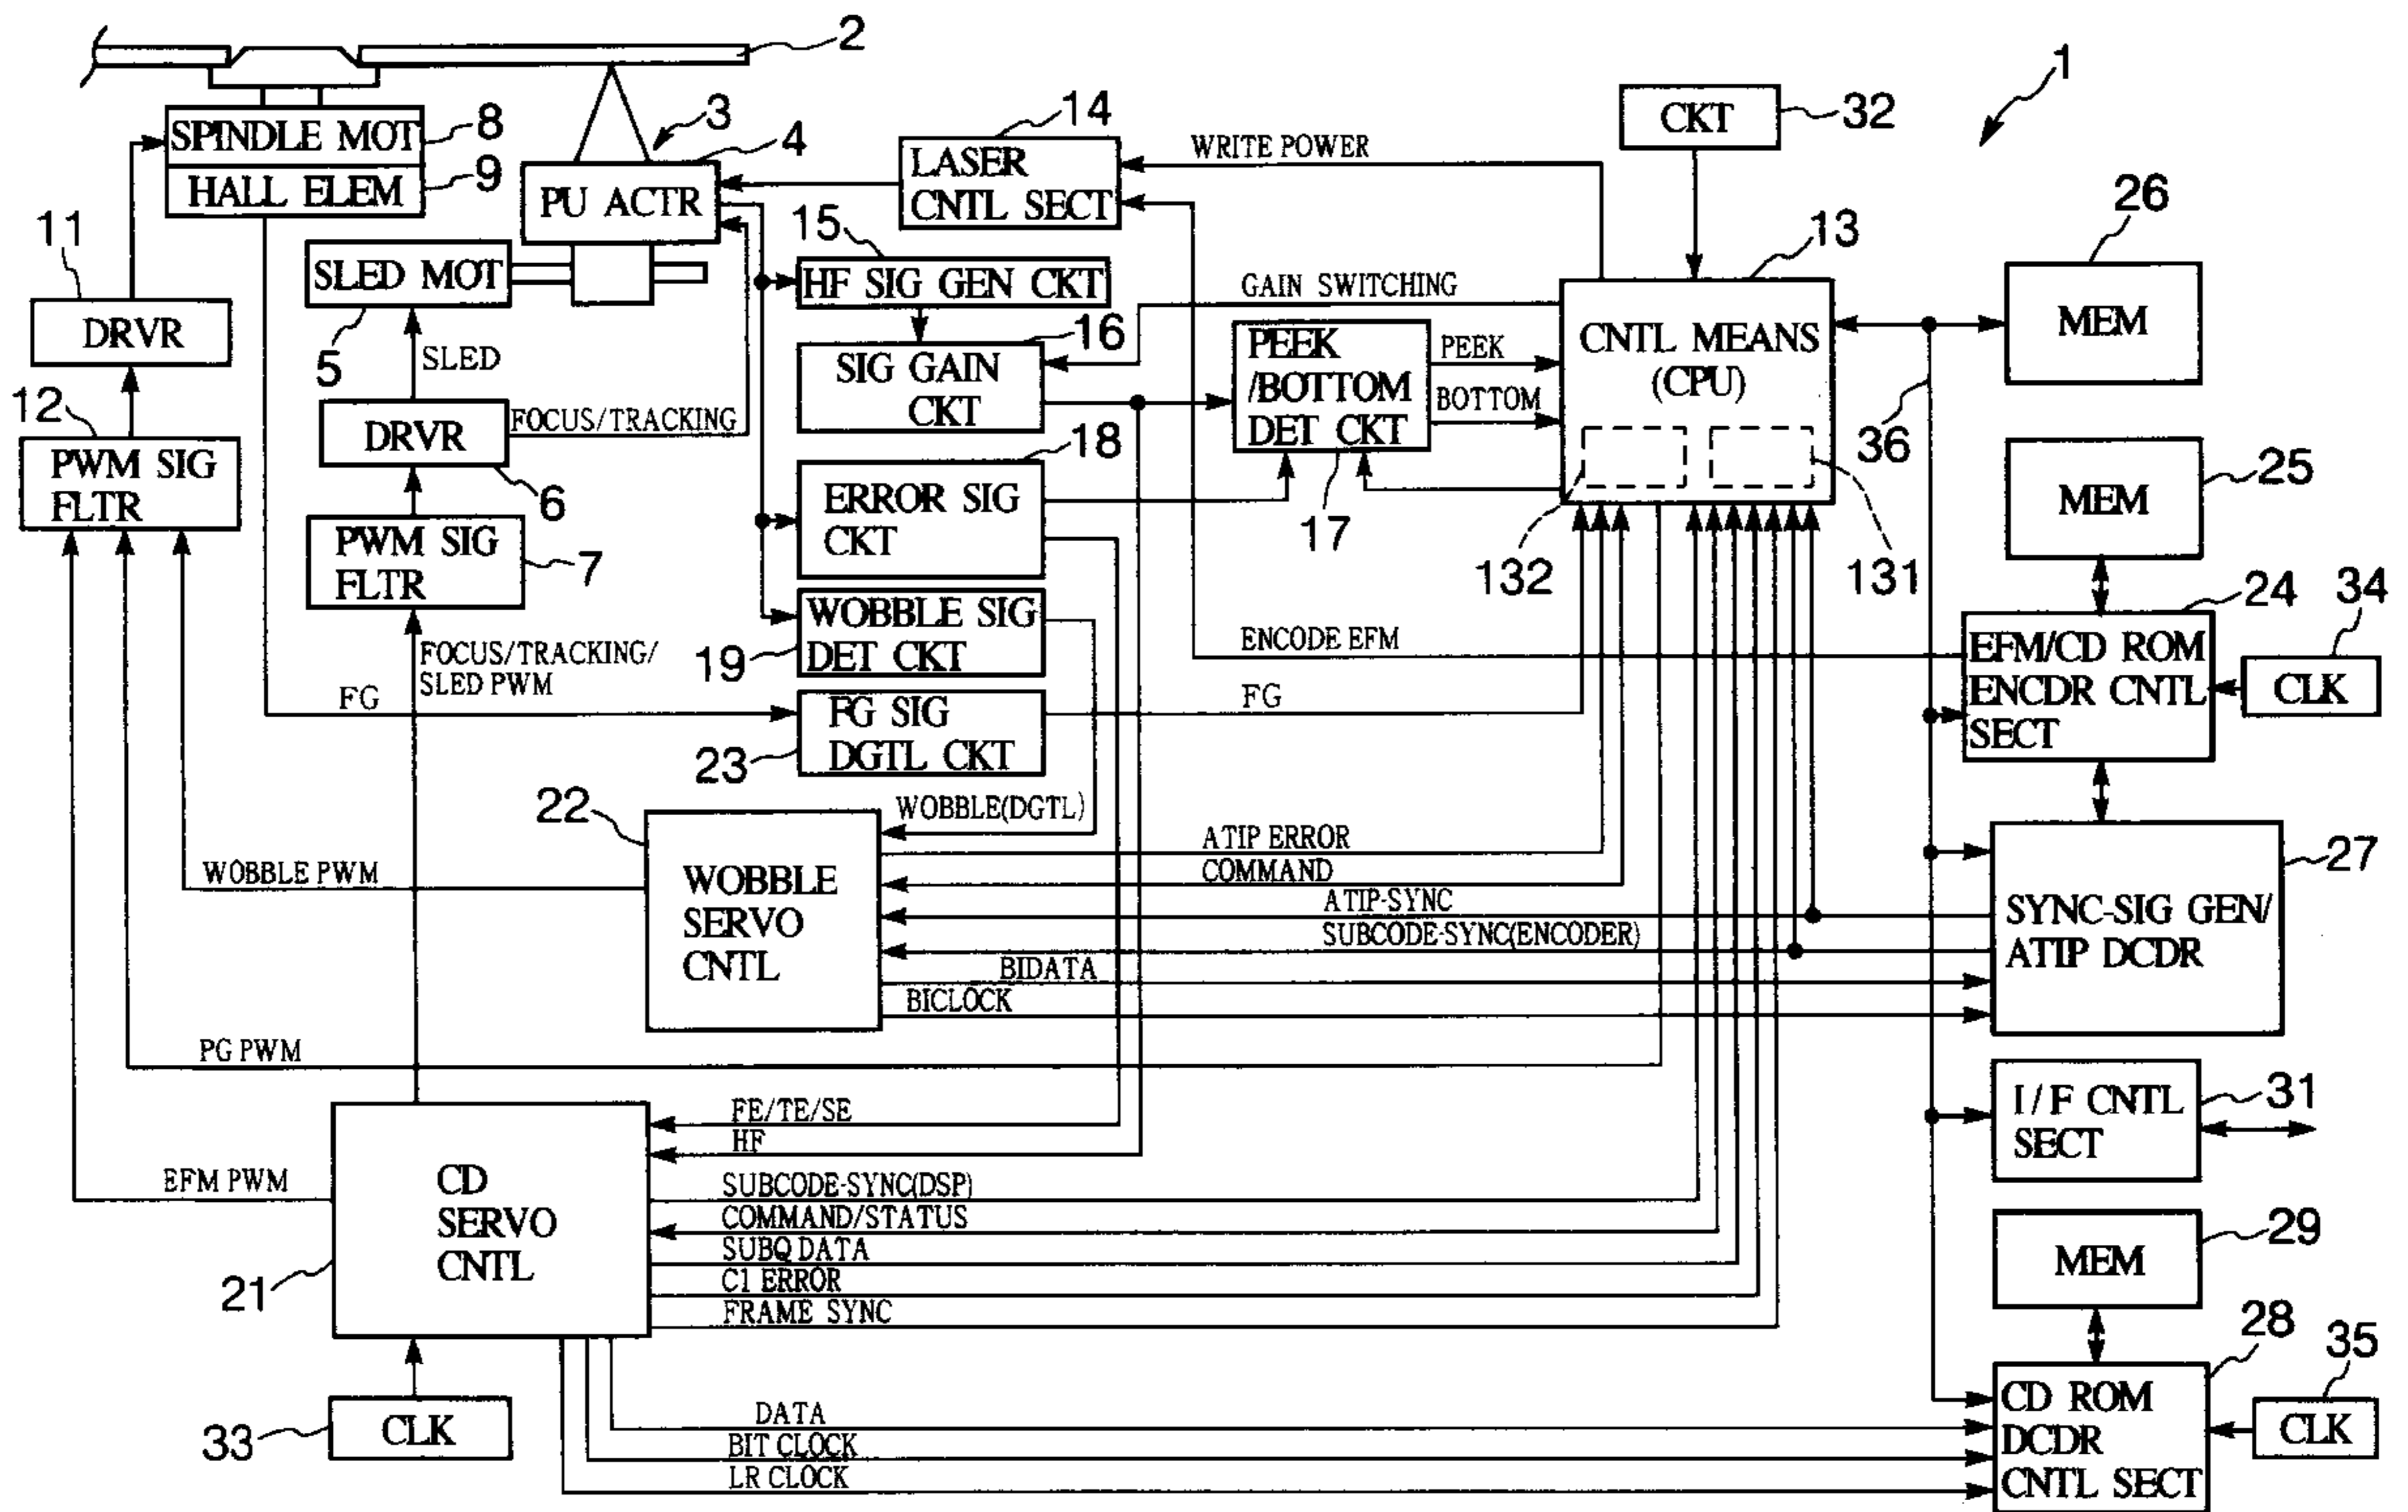 2
1
3
8
SPINDLE MOT
4
14
WRITE POWER
CKT
32
9
HALL ELEM
PU ACTR
LASER
CNTL SECT
26
11
15
13
SLED MOT
HF SIG GEN CKT
GAIN SWITCHING
MEM
DRVR
5
SLED
16
SIG GAIN
CKT
PEEK
/BOTTOM
DET CKT
PEEK
BOTTOM
CNTL MEANS
(CPU)
36
12
PWM SIG
FLTR
DRVR
FOCUS/TRACKING
6
18
ERROR SIG
CKT
17
132
131
25
MEM
PWM SIG
FLTR
7
24
34
WOBBLE SIG
DET CKT
19
FOCUS/TRACKING/
SLED PWM
ENCODE EFM
EFM/CD ROM
ENCDR CNTL
SECT
CLK
FG
FG SIG
DGTL CKT
23
FG
22
WOBBLE(DGTL)
ATIP ERROR
COMMAND
27
WOBBLE PWM
WOBBLE
SERVO
CNTL
ATIP-SYNC
SUBCODE-SYNC(ENCODER)
BIDATA
BICLOCK
SYNC-SIG GEN/
ATIP DCDR
PG PWM
FE/TE/SE
HF
I/F CNTL
SECT
31
EFM PWM
CD
SERVO
CNTL
21
SUBCODE-SYNC(DSP)
COMMAND/STATUS
SUBQ DATA
C1 ERROR
FRAME SYNC
29
MEM
28
35
33
CLK
DATA
BIT CLOCK
LR CLOCK
CD ROM
DCDR
CNTL SECT
CLK